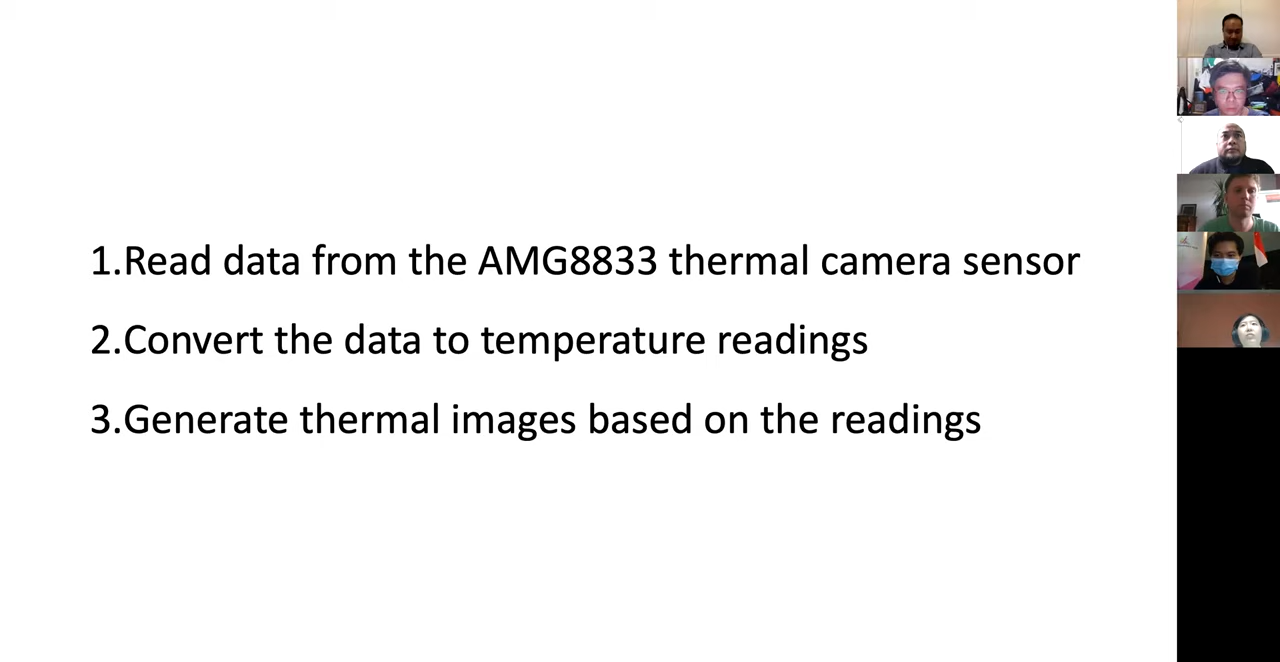 1.Read data from the AMG8833 thermal camera sensor
2.Convert the data to temperature readings
3.Generate thermal images based on the readings